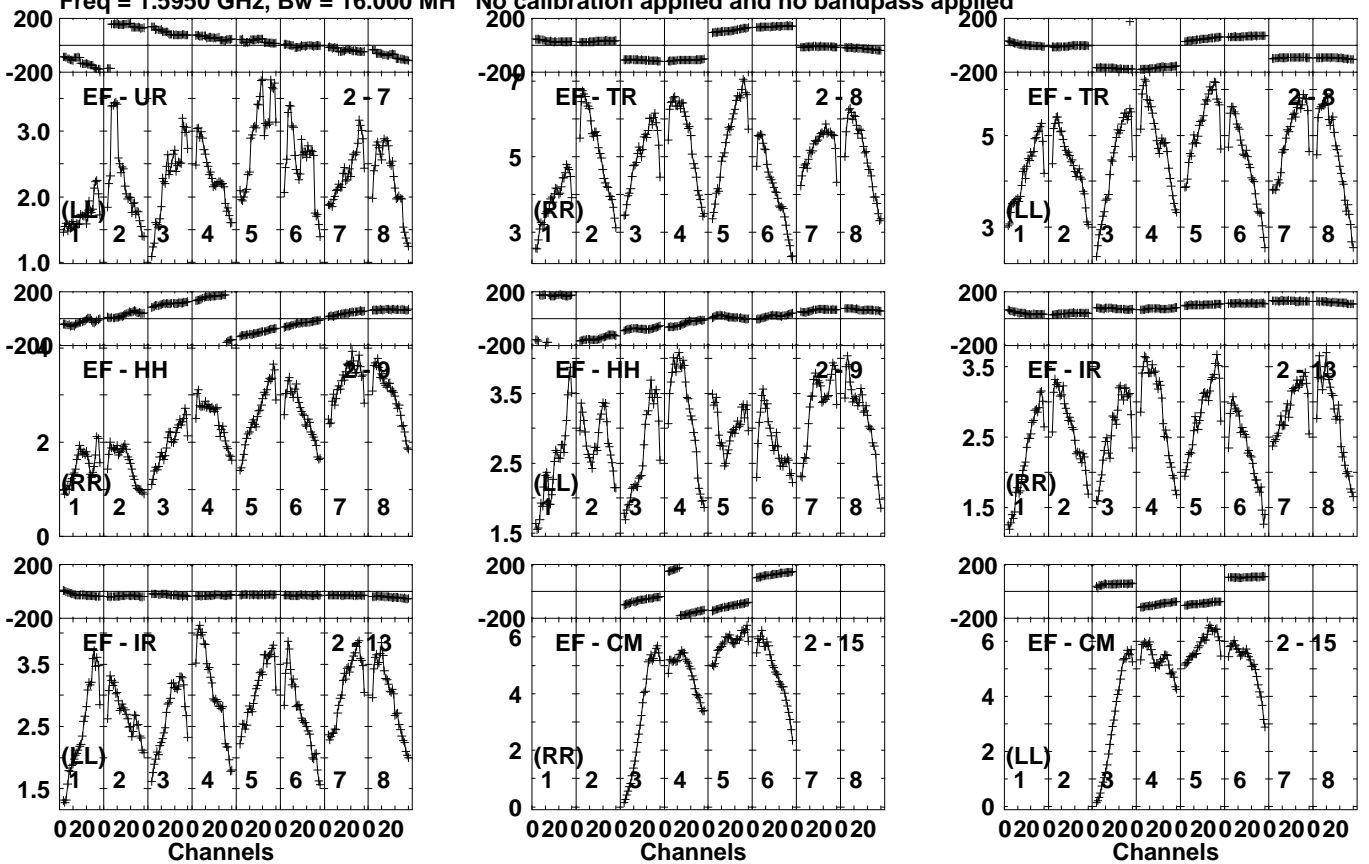 Freq = 1.5950 GHz, Bw = 16.000 MH No calibration applied and no bandpass applied
200 200 200
-200 -200 -200
EF - UR 2 - 7 7 EF - TR 2 - 8 EF - TR 2 - 8
3.0 5 5
2.0
(LL) (RR) (LL)
1 2 3 4 5 6 7 8 3 1 2 3 4 5 6 7 8 3 1 2 3 4 5 6 7 8
1.0
200 200 200
-200 -200 -200
4 EF - HH 2 - 9 EF - HH 2 - 9 EF - IR 2 - 13
3.5 3.5
2 2.5 2.5
(RR) (LL) (RR)
1 2 3 4 5 6 7 8 1 2 3 4 5 6 7 8 1 2 3 4 5 6 7 8
0 1.5 1.5
200 200 200
-200 -200 -200
EF - IR 2 - 13 6 EF - CM 2 - 15 6 EF - CM 2 - 15
3.5
4 4
2.5
(LL) 2 (RR) 2 (LL)
1 2 3 4 5 6 7 8 1 2 3 4 5 6 7 8 1 2 3 4 5 6 7 8
1.5 0 0
0 20 0 20 0 20 0 20 0 20 0 20 0 20 0 20 0 20 0 20 0 20 0 20 0 20 0 20 0 20 0 20 0 20 0 20 0 20 0 20 0 20 0 20 0 20 0 20
Channels Channels Channels